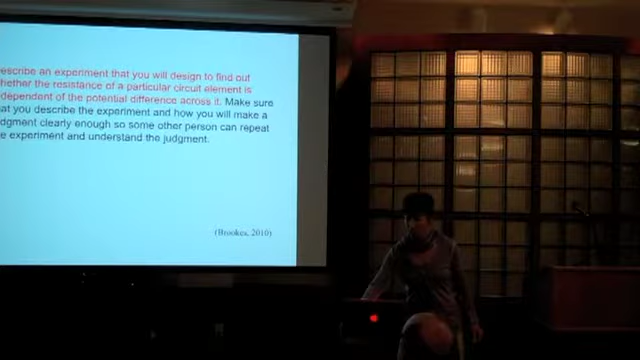 escribe an experiment that you will design to find out
hether the resistance of a particular circuit element is
dependent of the potential difference across it. Make sure
at you describe the experiment and how you will make a
dgment clearly enough so some other person can repeat
e experiment and understand the judgment.
(Brookes, 2010)